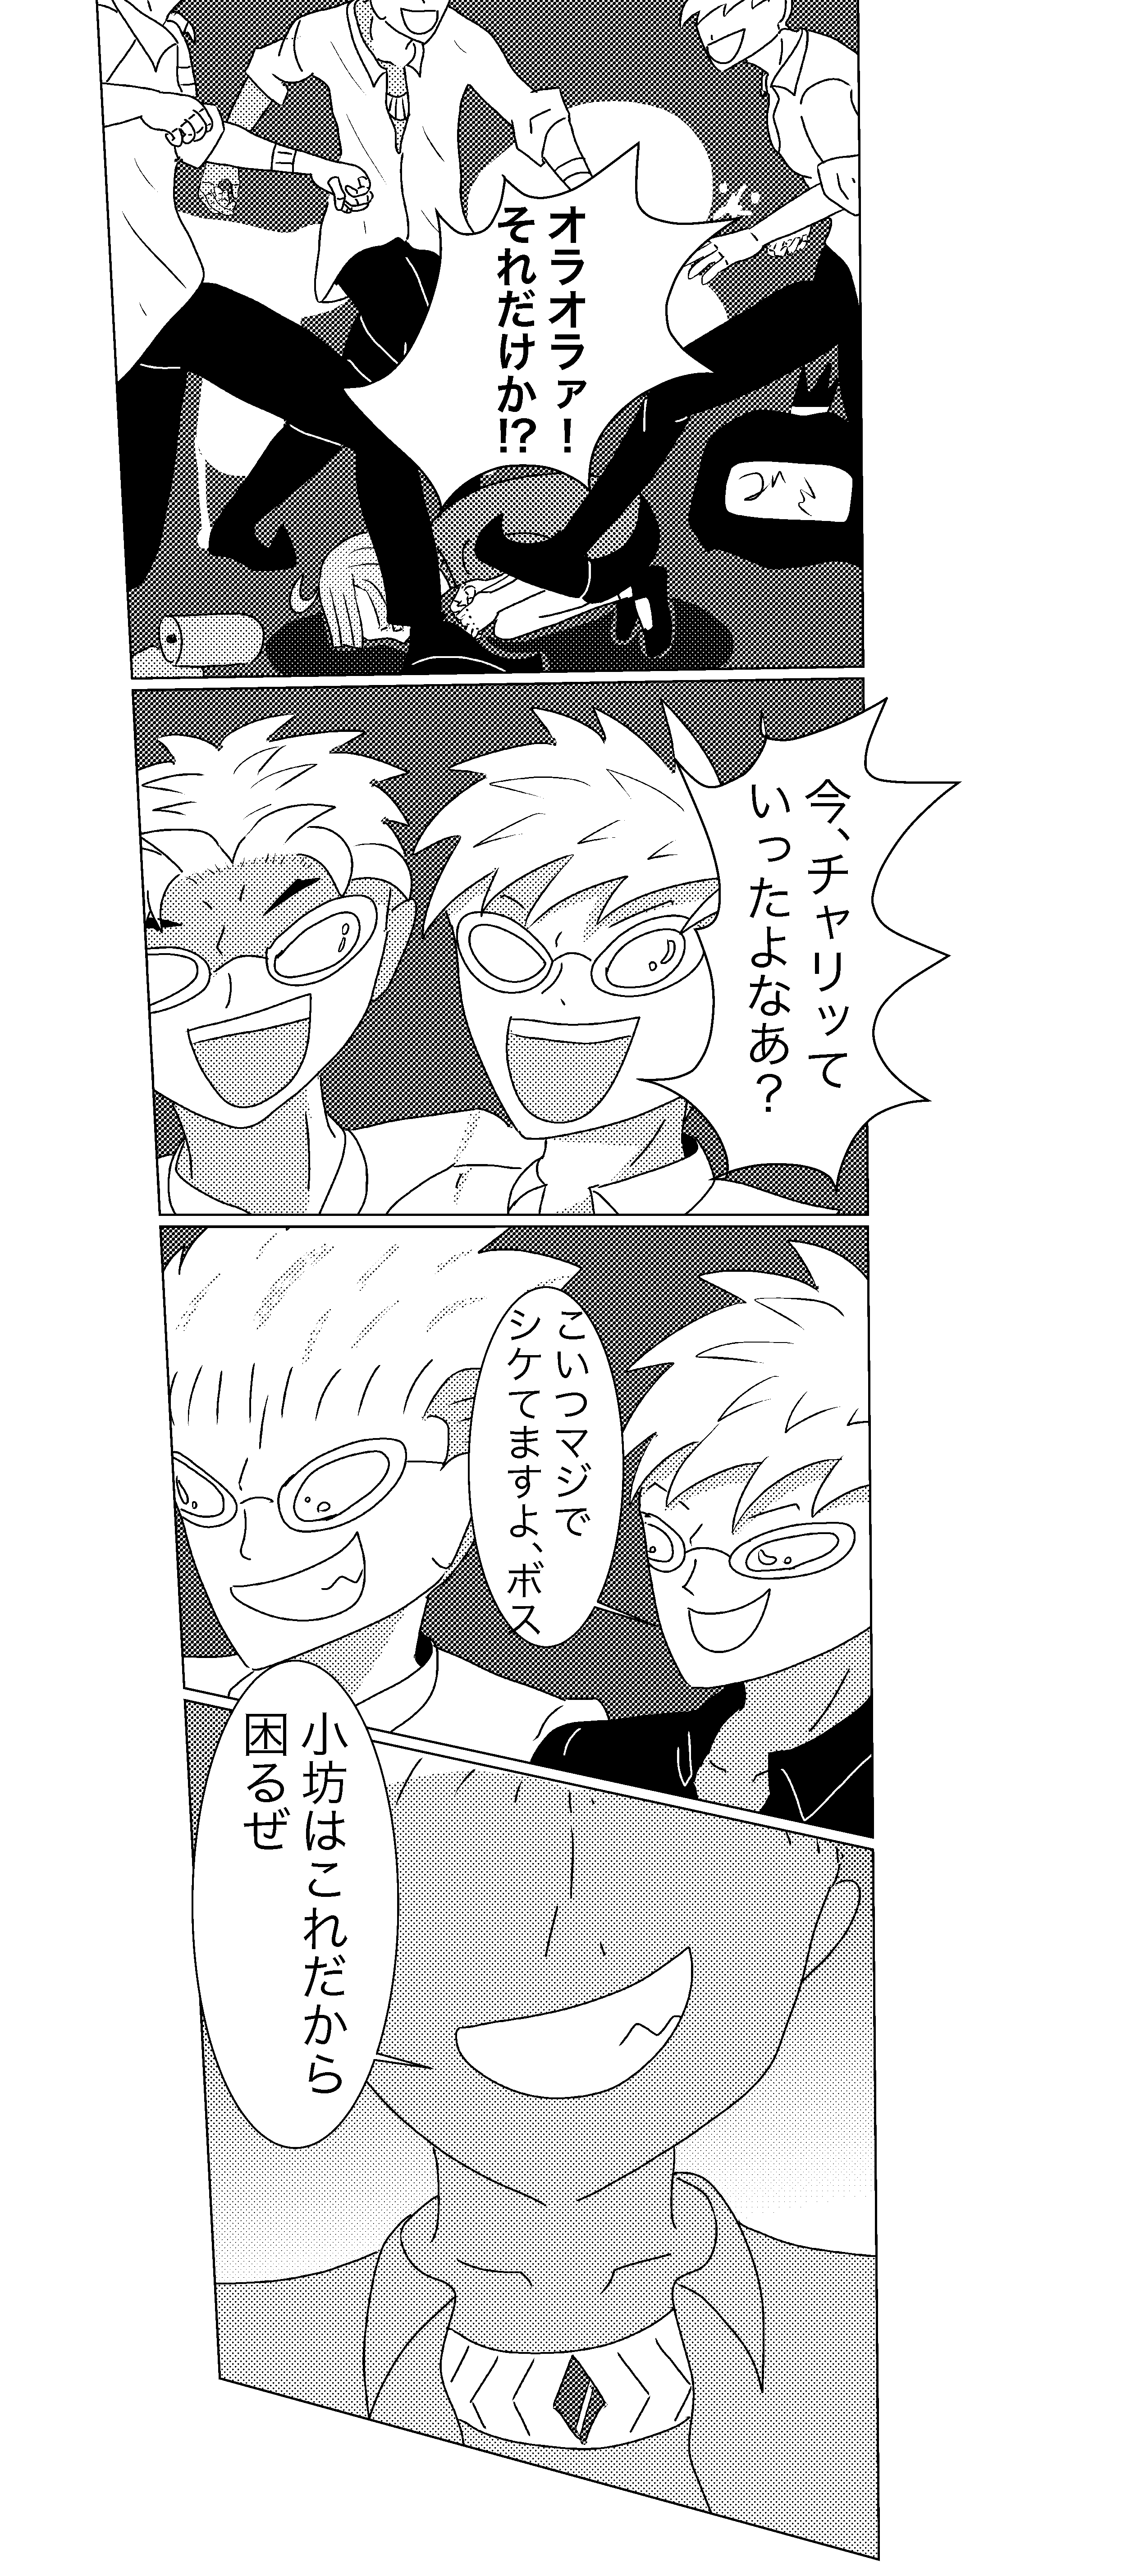 オラオラァ！
それだけか!?
今、チャリッて
いったよなあ？
こいつマジで
シケてますよ、ボス
小坊はこれだから
困るぜ